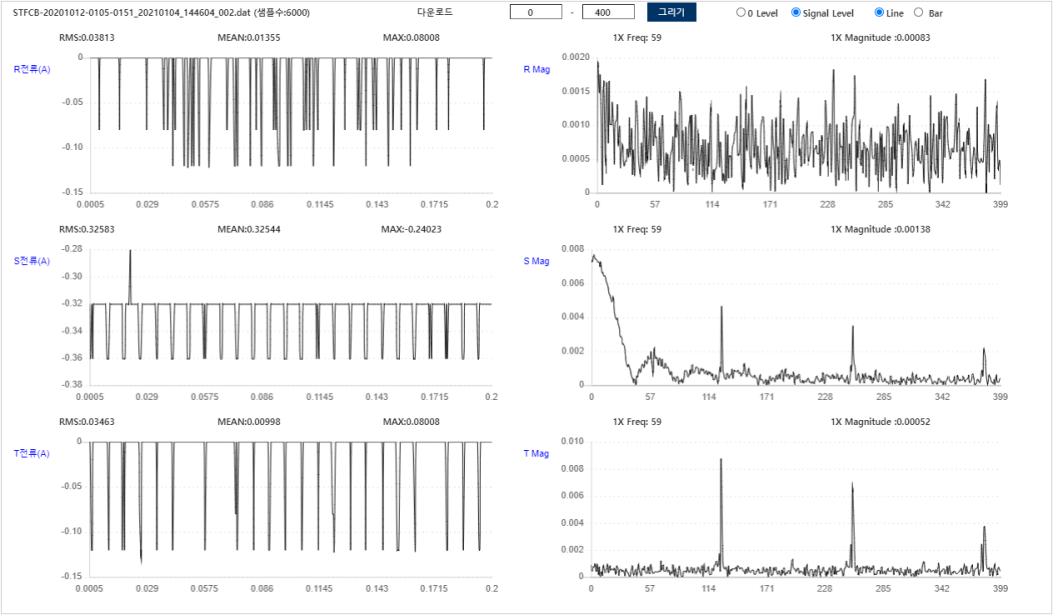 STFCB-20201012-0105-0151_20210104_144604_002.dat (샘플수:6000) 다운로드 0 - 400 그리기 0 Level Signal Level Line Bar
RMS:0.03813 MEAN:0.01355 MAX:0.08008 1X Freq: 59 1X Magnitude :0.00083
R전류(A)
0
-0.05
-0.10
-0.15
0.0005 0.029 0.0575 0.086 0.1145 0.143 0.1715 0.2
R Mag
0.0020
0.0015
0.0010
0.0005
0
0 57 114 171 228 285 342 399
RMS:0.32583 MEAN:0.32544 MAX:-0.24023 1X Freq: 59 1X Magnitude :0.00138
S전류(A)
-0.28
-0.30
-0.32
-0.34
-0.36
-0.38
0.0005 0.029 0.0575 0.086 0.1145 0.143 0.1715 0.2
S Mag
0.008
0.006
0.004
0.002
0
0 57 114 171 228 285 342 399
RMS:0.03463 MEAN:0.00998 MAX:0.08008 1X Freq: 59 1X Magnitude :0.00052
T전류(A)
0
-0.05
-0.10
-0.15
0.0005 0.029 0.0575 0.086 0.1145 0.143 0.1715 0.2
T Mag
0.010
0.008
0.006
0.004
0.002
0
0 57 114 171 228 285 342 399